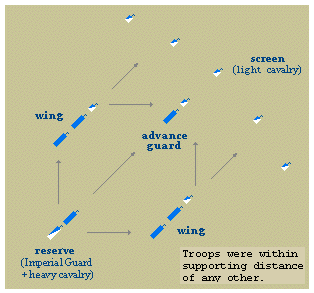 screen
(light cavalry)
wing
advance
guard
wing
reserve
(Imperial Guard
+ heavy cavalry)
Troops were within
supporting distance
of any other.